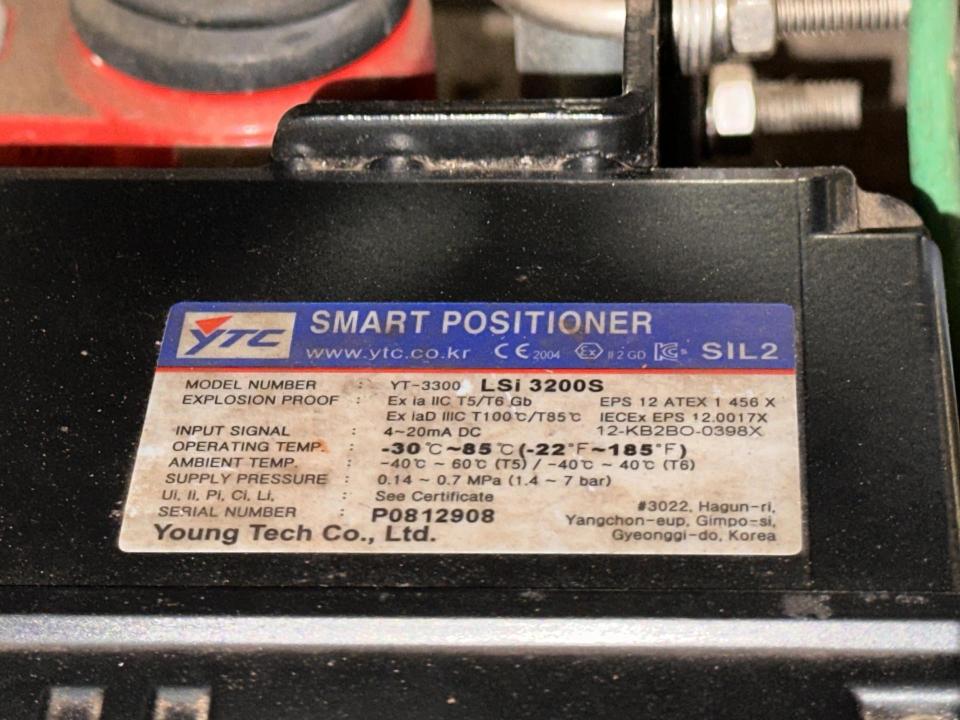 YTC SMART POSITIONER
www.ytc.co.kr CE 2004 Ex II 2 GD KCs SIL2
MODEL NUMBER : YT-3300 LSi 3200S
EXPLOSION PROOF : Ex ia IIC T5/T6 Gb EPS 12 ATEX 1 456 X
Ex iaD IIIC T100℃/T85℃ IECEx EPS 12.0017X
12-KB2BO-0398X
INPUT SIGNAL : 4~20mA DC
OPERATING TEMP. : -30℃~85℃(-22°F~185°F)
AMBIENT TEMP. : -40℃ ~ 60℃ (T5) / -40℃ ~ 40℃ (T6)
SUPPLY PRESSURE : 0.14 ~ 0.7 MPa (1.4 ~ 7 bar)
Ui, Ii, Pi, Ci, Li, : See Certificate
SERIAL NUMBER : P0812908
Young Tech Co., Ltd.
#3022, Hagun-ri,
Yangchon-eup, Gimpo-si,
Gyeonggi-do, Korea